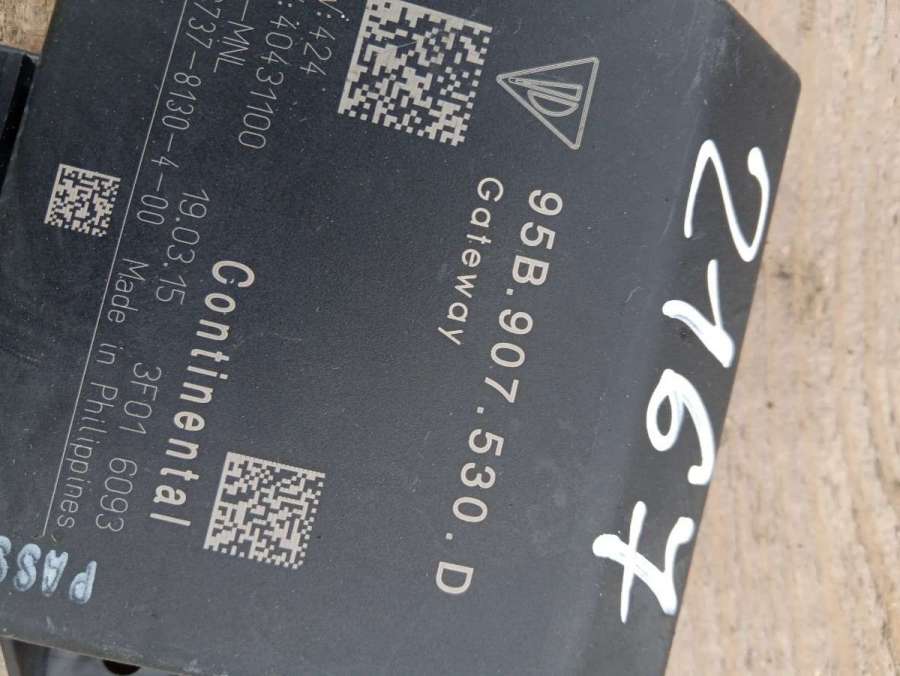 2167
95B.907.530.D
Gateway
:424
:40431100
-MNL
737-8130-4-00
Continental
19.03.15 3F01 6093
Made in Philippines
PASS